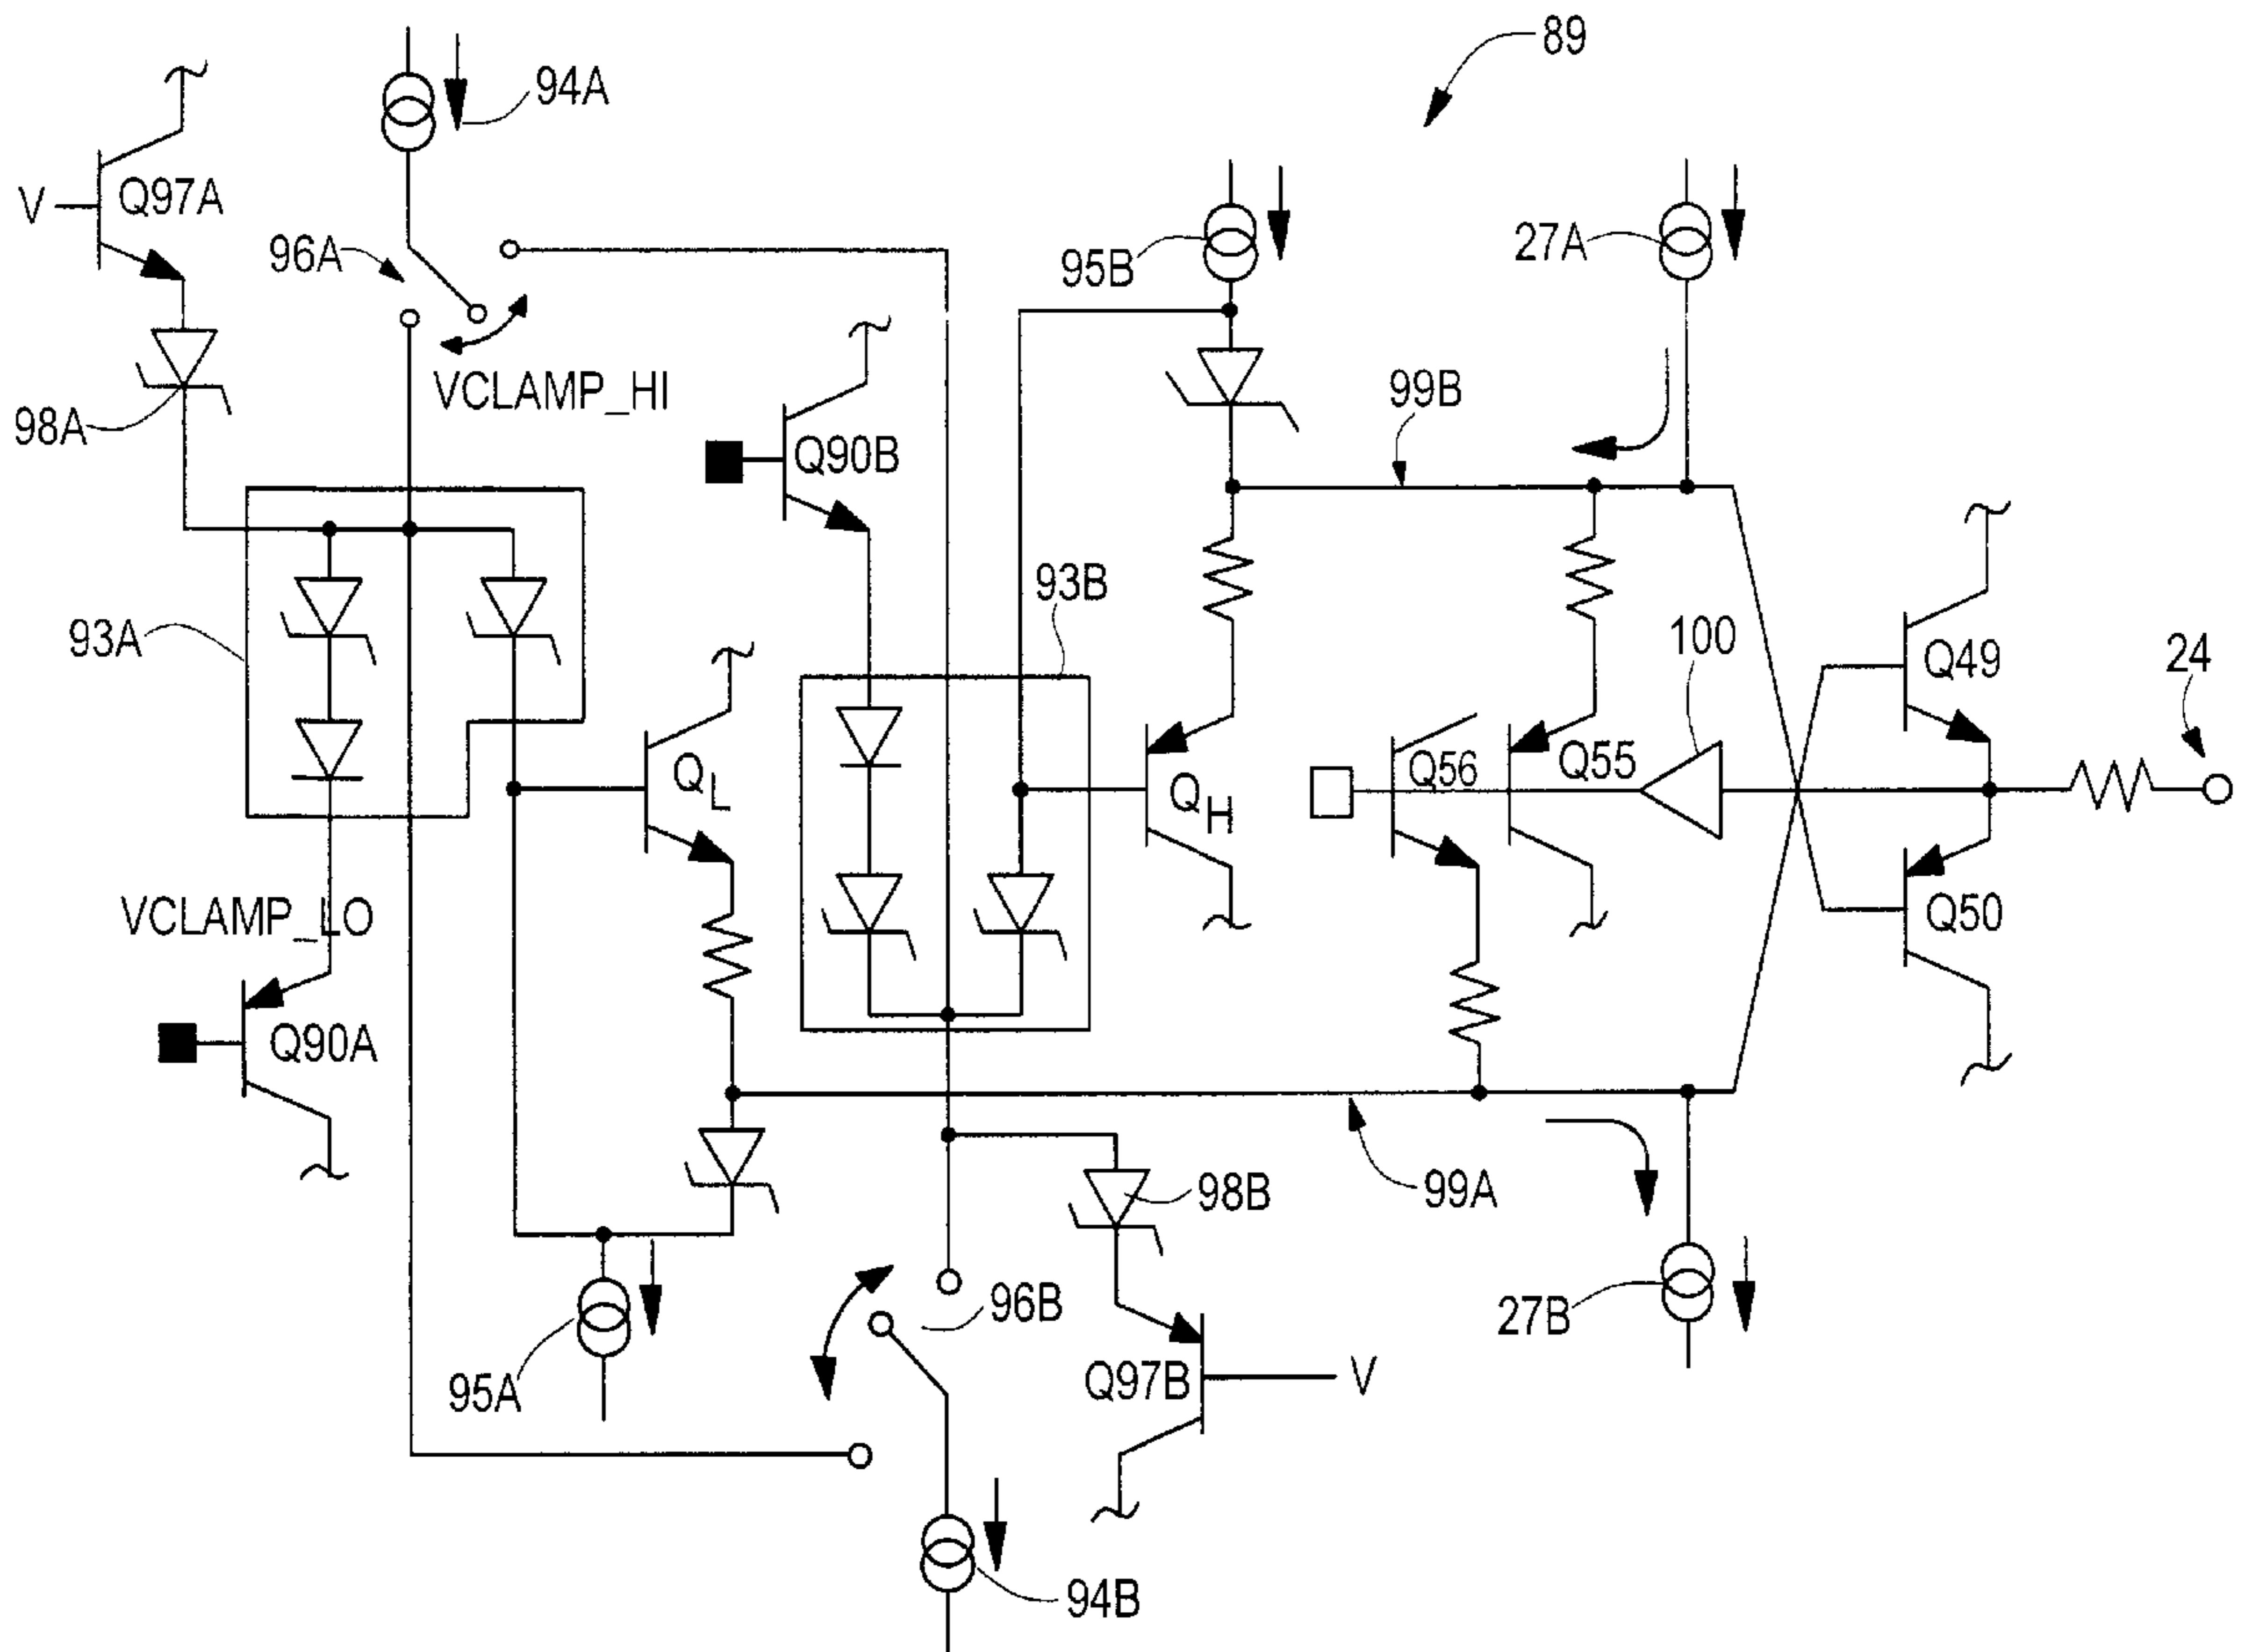 89
94A
V
Q97A
96A
95B
27A
98A
VCLAMP_HI
99B
Q90B
93B
93A
100
Q49
24
QL
QH
Q56
Q55
VCLAMP_LO
Q50
Q90A
98B
99A
96B
27B
95A
Q97B
V
94B